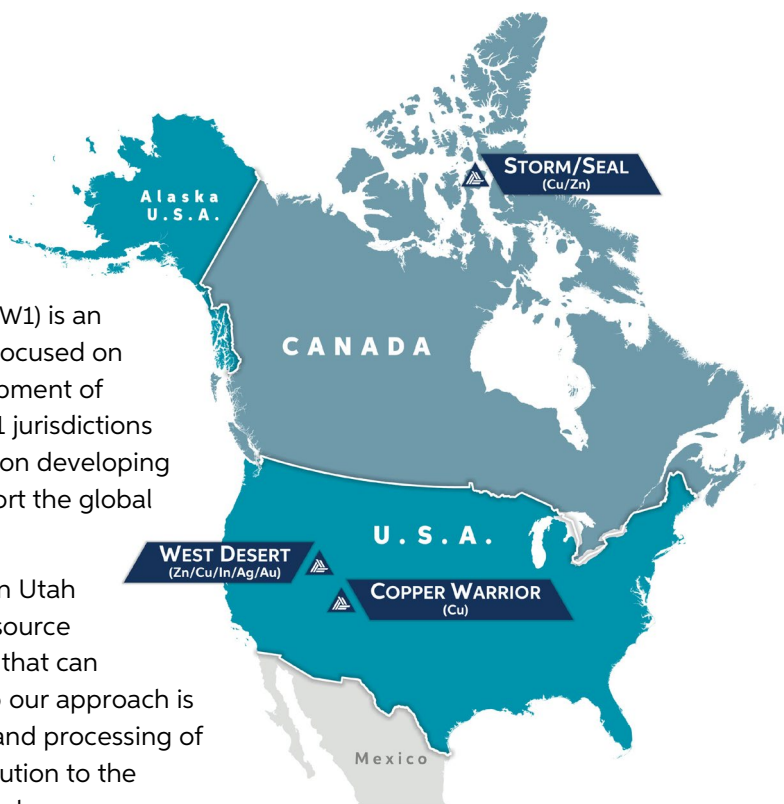 STORM/SEAL
(Cu/Zn)
Alaska
U.S.A.
CANADA
W1) is an
ocused on
pment of
1 jurisdictions
on developing
ort the global
U.S.A.
WEST DESERT
(Zn/Cu/In/Ag/Au)
COPPER WARRIOR
(Cu)
n Utah
source
that can
our approach is
and processing of
ution to the
Mexico